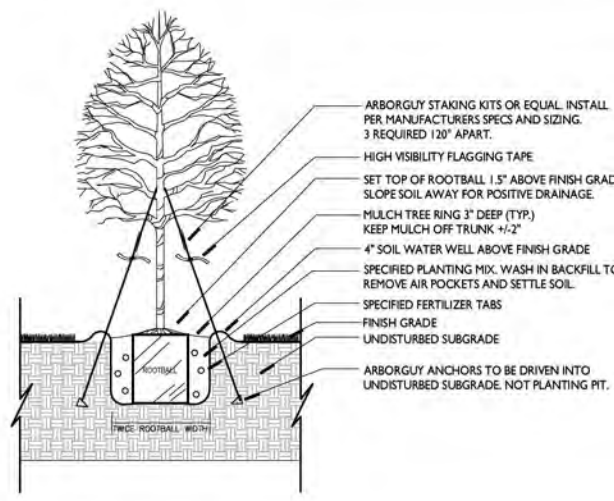 ARBORGUY STAKING KITS OR EQUAL. INSTALL
PER MANUFACTURERS SPECS AND SIZING.
3 REQUIRED 120° APART.
HIGH VISIBILITY FLAGGING TAPE
SET TOP OF ROOTBALL 1.5" ABOVE FINISH GRAD
SLOPE SOIL AWAY FOR POSITIVE DRAINAGE.
MULCH TREE RING 3" DEEP (TYP.)
KEEP MULCH OFF TRUNK +/-2"
4" SOIL WATER WELL ABOVE FINISH GRADE
SPECIFIED PLANTING MIX. WASH IN BACKFILL TO
REMOVE AIR POCKETS AND SETTLE SOIL.
SPECIFIED FERTILIZER TABS
FINISH GRADE
UNDISTURBED SUBGRADE
ROOTBALL
ARBORGUY ANCHORS TO BE DRIVEN INTO
UNDISTURBED SUBGRADE. NOT PLANTING PIT.
TWICE ROOTBALL WIDTH